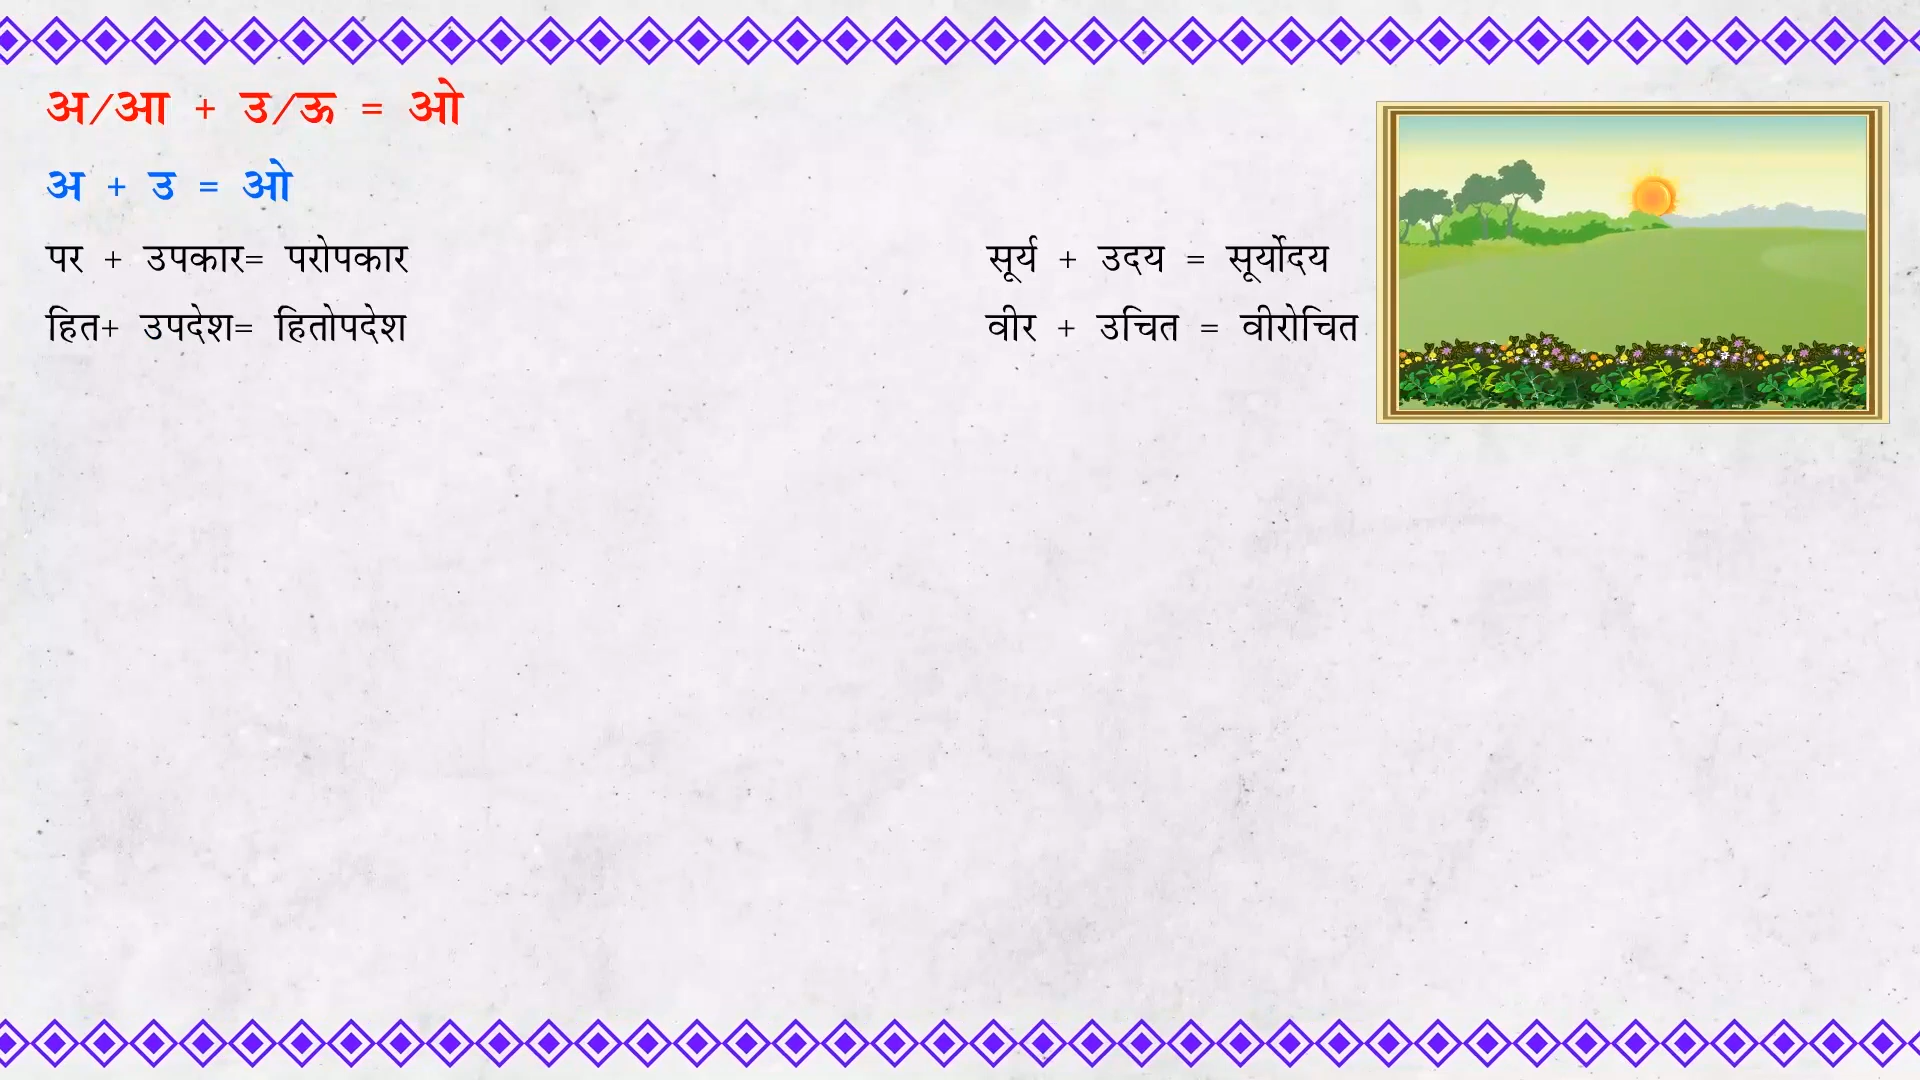 अ/आ + उ/ऊ = ओ
अ + उ = ओ
पर + उपकार= परोपकार
सूर्य + उदय = सूर्योदय
हित+ उपदेश= हितोपदेश
वीर + उचित = वीरोचित